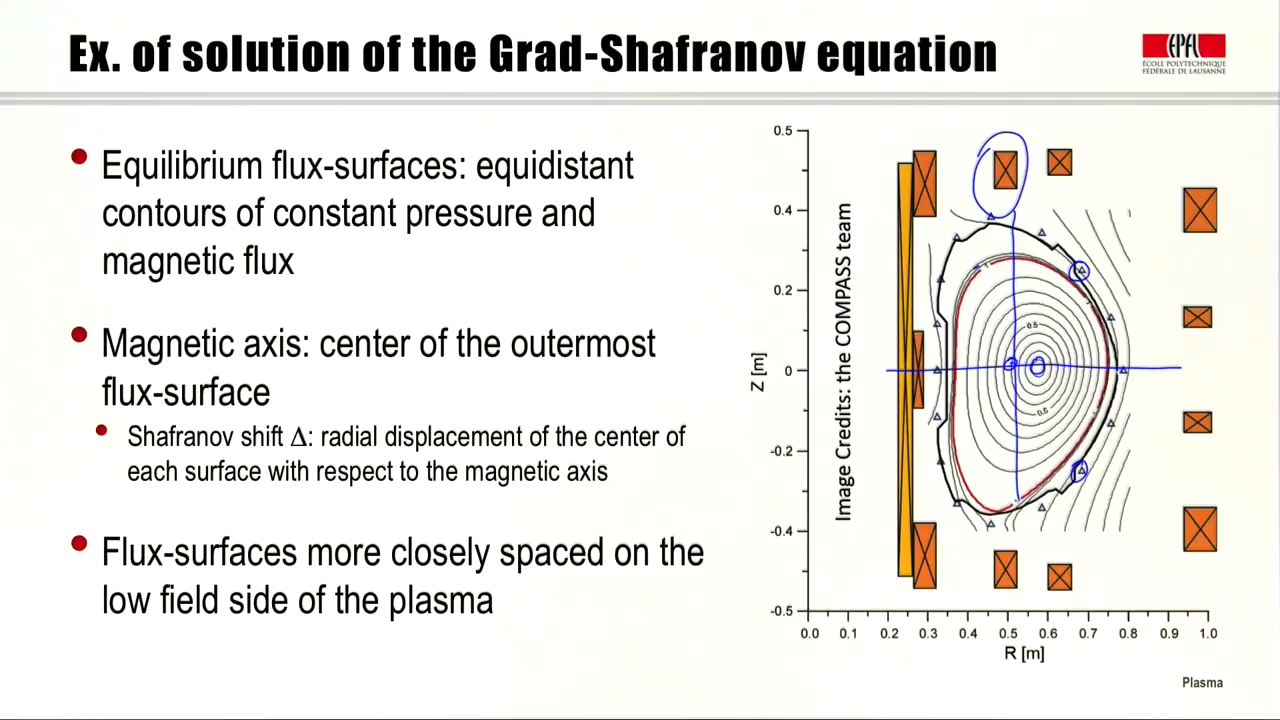 Ex. of solution of the Grad-Shafranov equation
EPFL
ÉCOLE POLYTECHNIQUE
FÉDÉRALE DE LAUSANNE
• Equilibrium flux-surfaces: equidistant
contours of constant pressure and
magnetic flux
• Magnetic axis: center of the outermost
flux-surface
• Shafranov shift Δ: radial displacement of the center of
each surface with respect to the magnetic axis
• Flux-surfaces more closely spaced on the
low field side of the plasma
0.5
0.4
0.2
0
-0.2
-0.4
-0.5
Z [m]
Image Credits: the COMPASS team
0.5
0.5
0.0 0.1 0.2 0.3 0.4 0.5 0.6 0.7 0.8 0.9 1.0
R [m]
Plasma